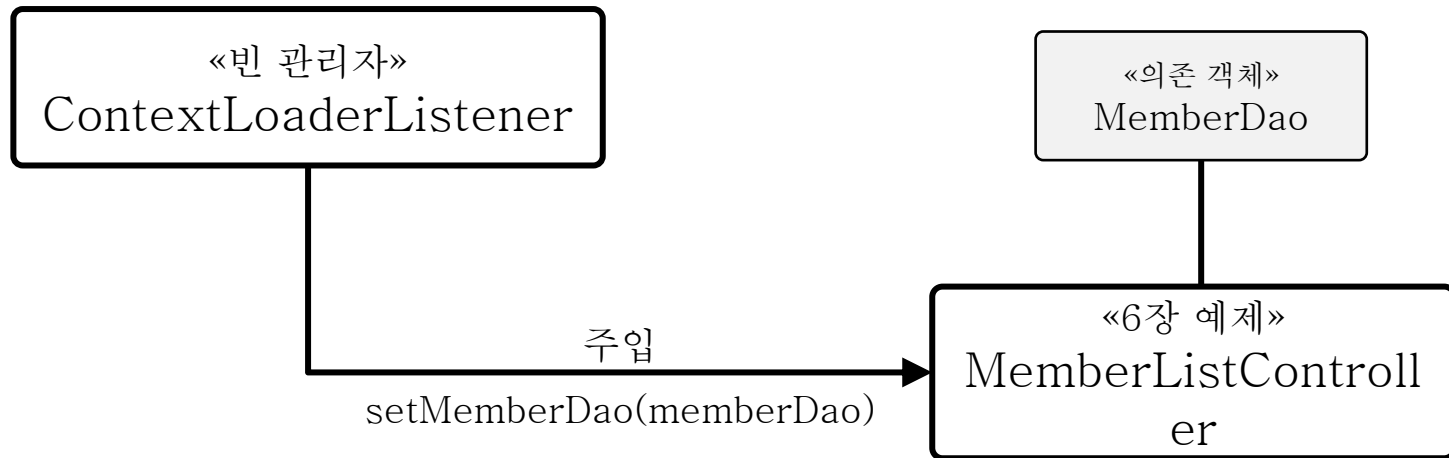 «빈 관리자»
ContextLoaderListener
«의존 객체»
MemberDao
주입
setMemberDao(memberDao)
«6장 예제»
MemberListControll
er